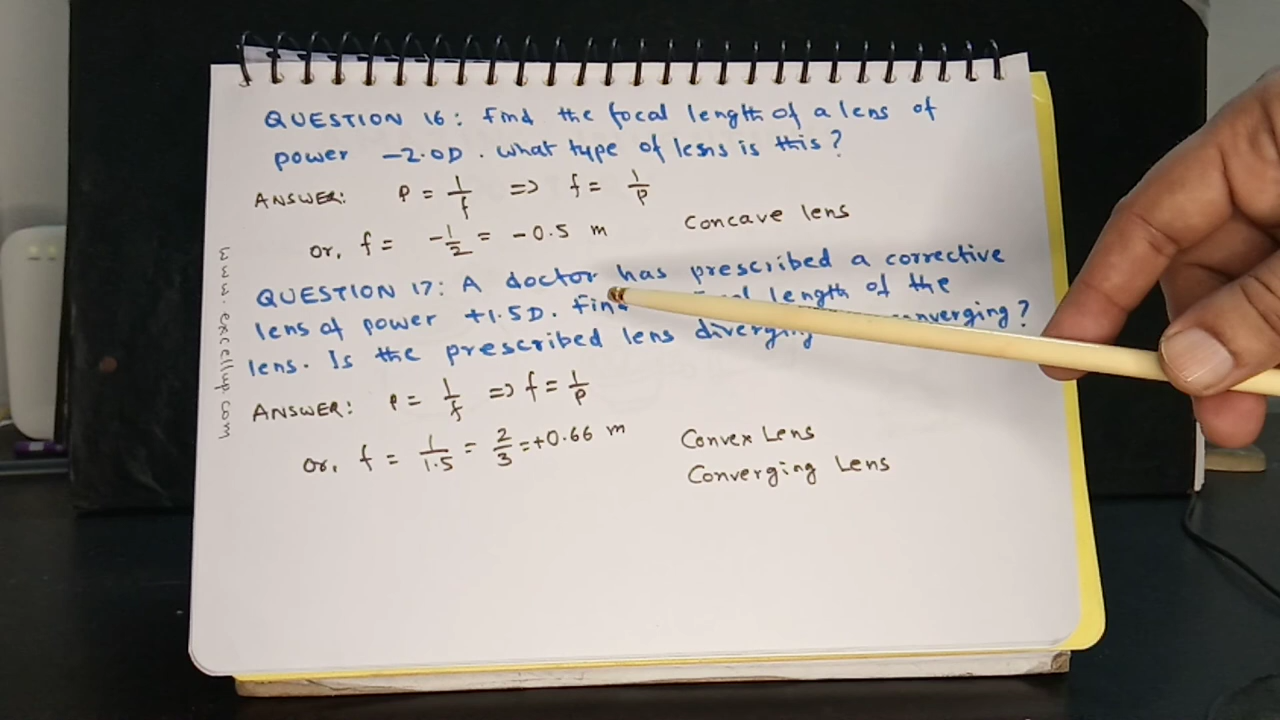 QUESTION 16: Find the focal length of a lens of
power -2.0D. What type of lesns is this?
ANSWER: P = 1/f => f = 1/P
or, f = -1/2 = -0.5 m Concave lens
QUESTION 17: A doctor has prescribed a corrective
lens of power +1.5D. Find length of the
lens. Is the prescribed lens diverging converging?
ANSWER: P = 1/f => f = 1/P
or, f = 1/1.5 = 2/3 = +0.66 m Convex Lens
Converging Lens
www.excellup.com